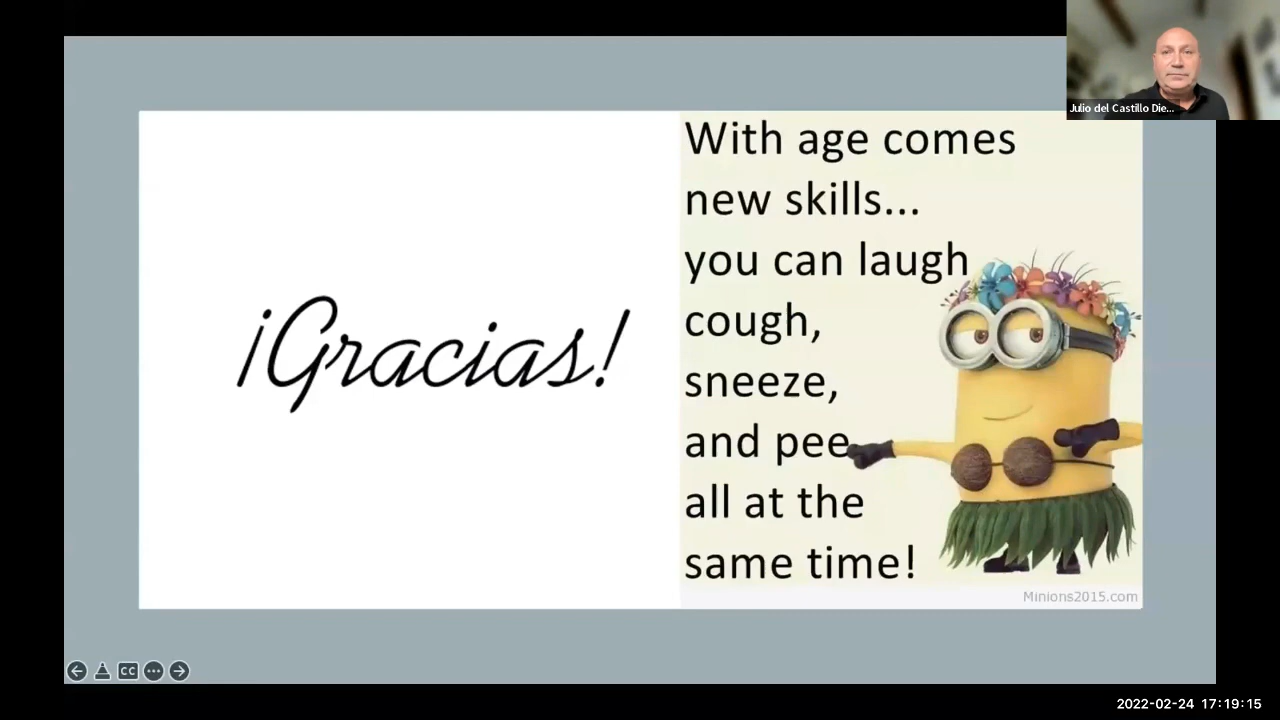 Julio del Castillo Die...
¡Gracias!
With age comes
new skills...
you can laugh
cough,
sneeze,
and pee
all at the
same time!
Minions2015.com
CC
2022-02-24 17:19:15